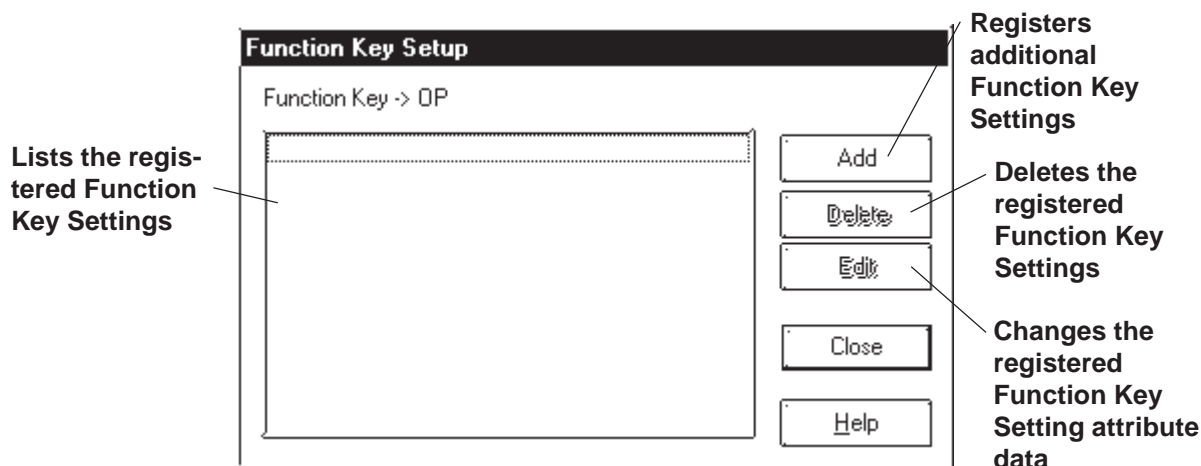 Function Key Setup
Function Key -> OP
Lists the regis-
tered Function
Key Settings
Add
Delete
Edit
Close
Help
Registers
additional
Function Key
Settings
Deletes the
registered
Function Key
Settings
Changes the
registered
Function Key
Setting attribute
data